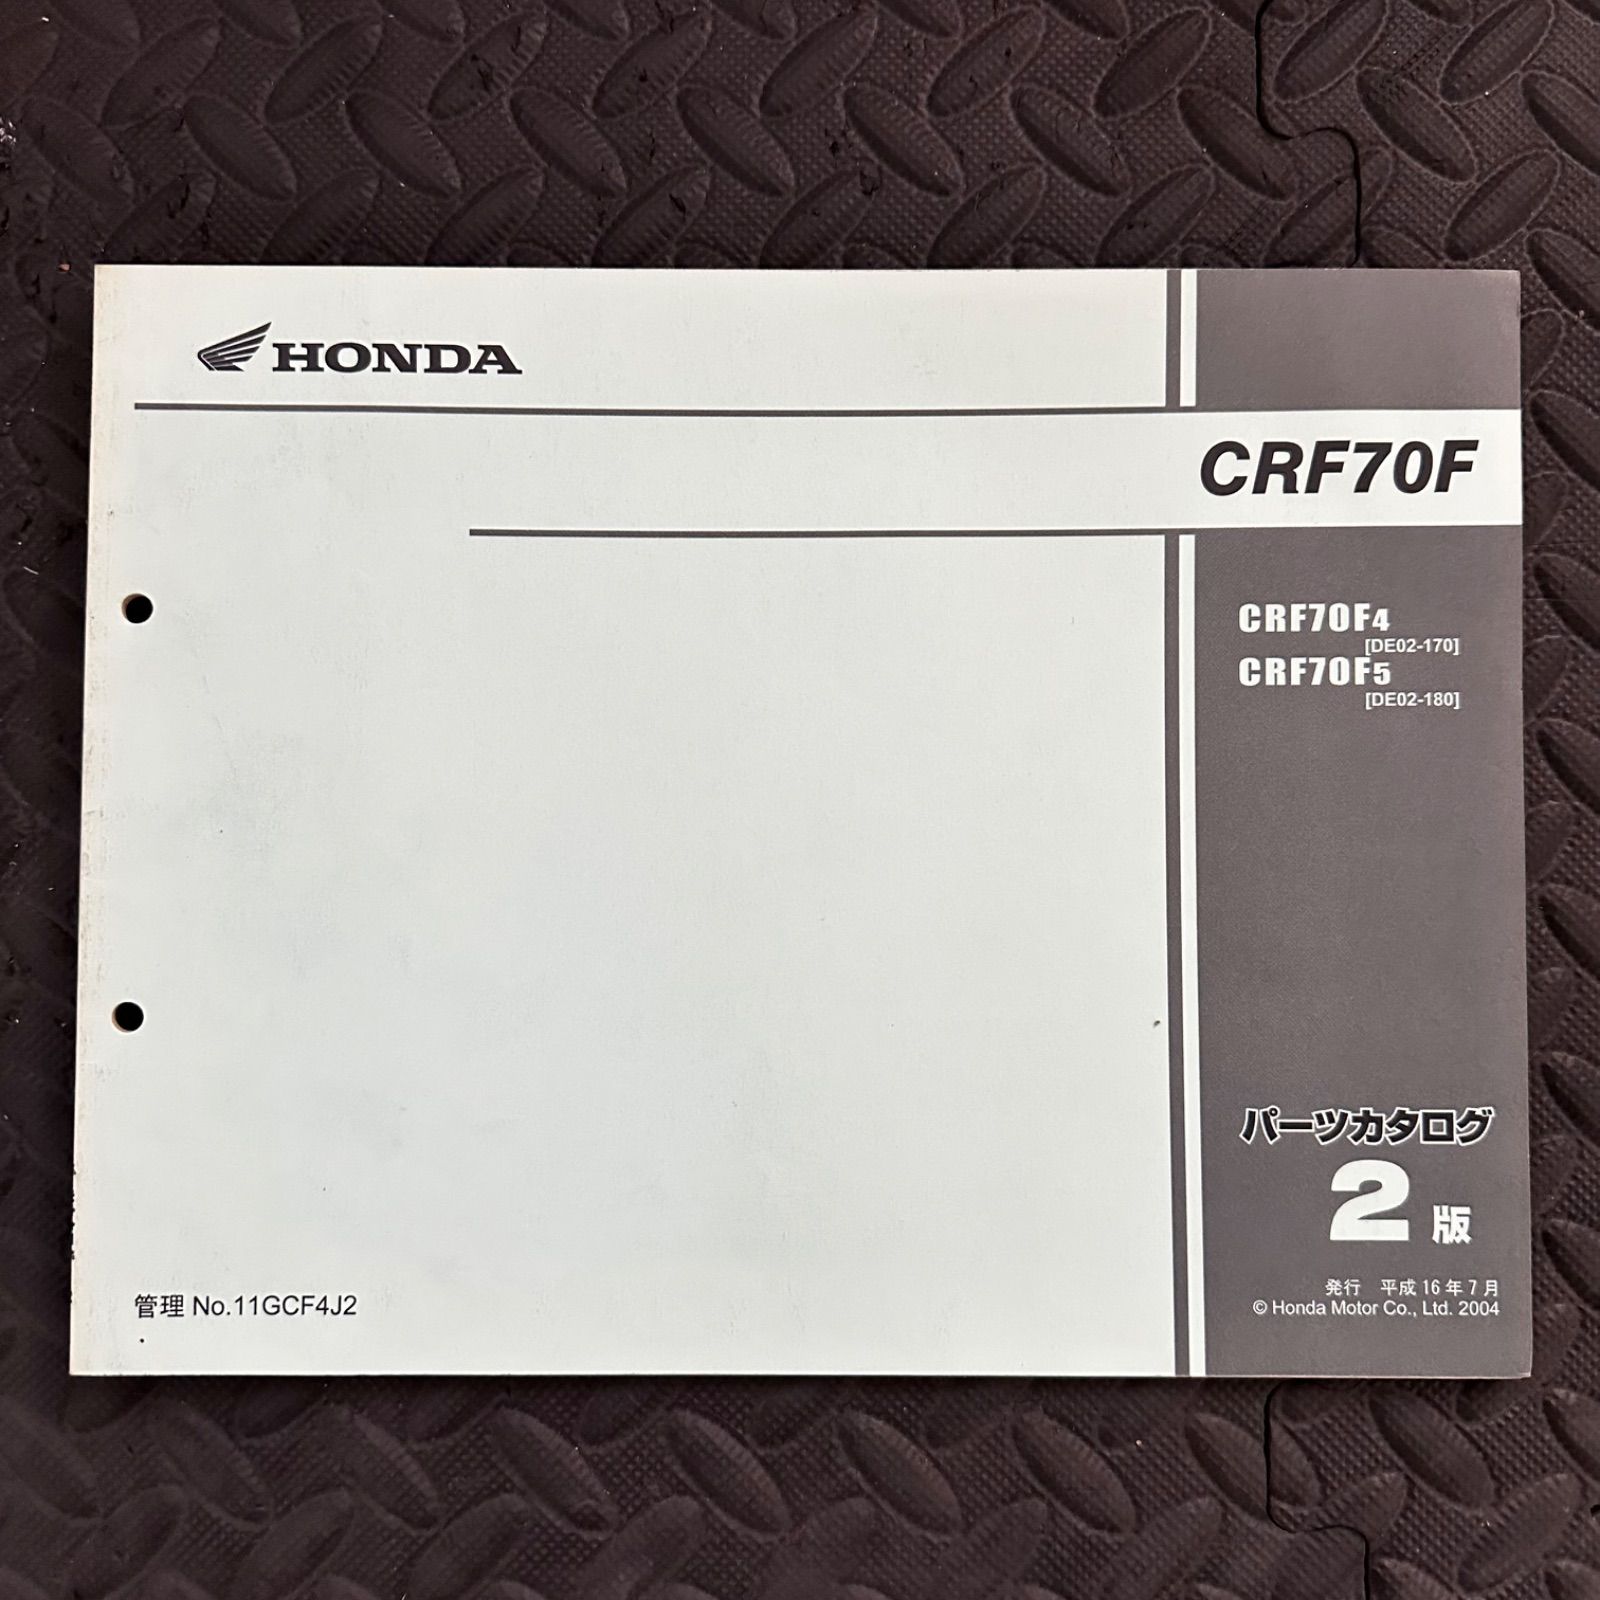 HONDA
CRF70F
CRF70F4
[DE02-170]
CRF70F5
[DE02-180]
パーツカタログ
2版
発行 平成16年7月
© Honda Motor Co., Ltd. 2004
管理 No.11GCF4J2